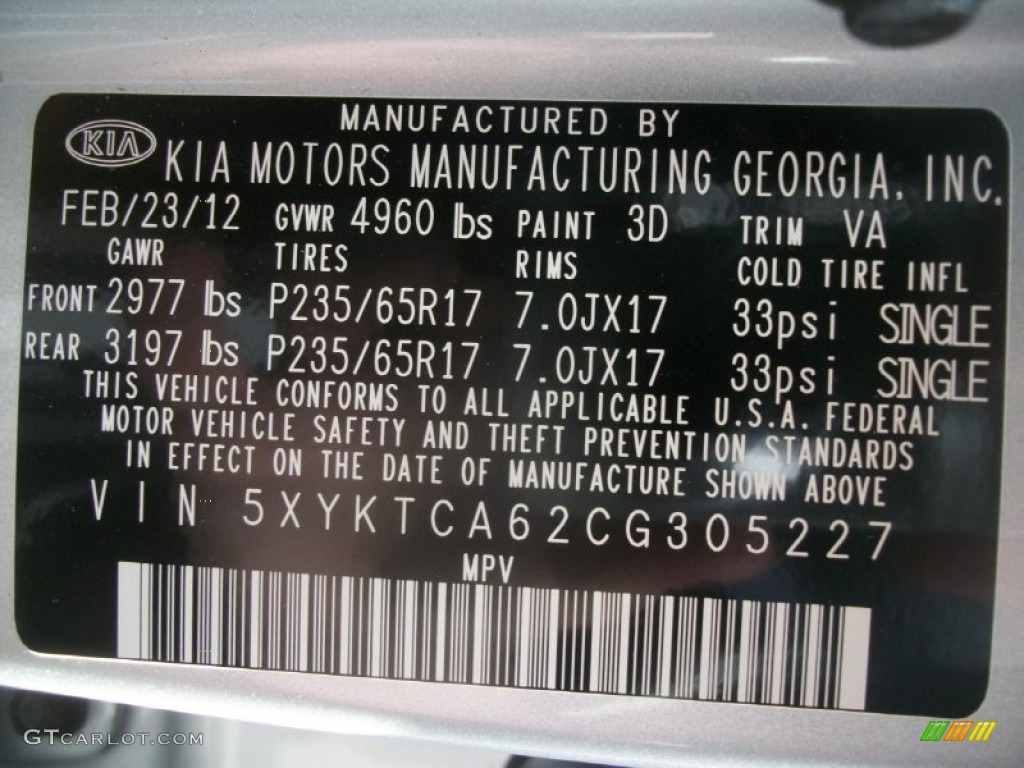 MANUFACTURED BY
KIA KIA MOTORS MANUFACTURING GEORGIA, INC.
FEB/23/12 GVWR 4960 lbs PAINT 3D TRIM VA
GAWR TIRES RIMS COLD TIRE INFL
FRONT 2977 lbs P235/65R17 7.0JX17 33psi SINGLE
REAR 3197 lbs P235/65R17 7.0JX17 33psi SINGLE
THIS VEHICLE CONFORMS TO ALL APPLICABLE U.S.A. FEDERAL
MOTOR VEHICLE SAFETY AND THEFT PREVENTION STANDARDS
IN EFFECT ON THE DATE OF MANUFACTURE SHOWN ABOVE
VIN 5XYKTCA62CG305227
MPV
GTCARLOT.COM